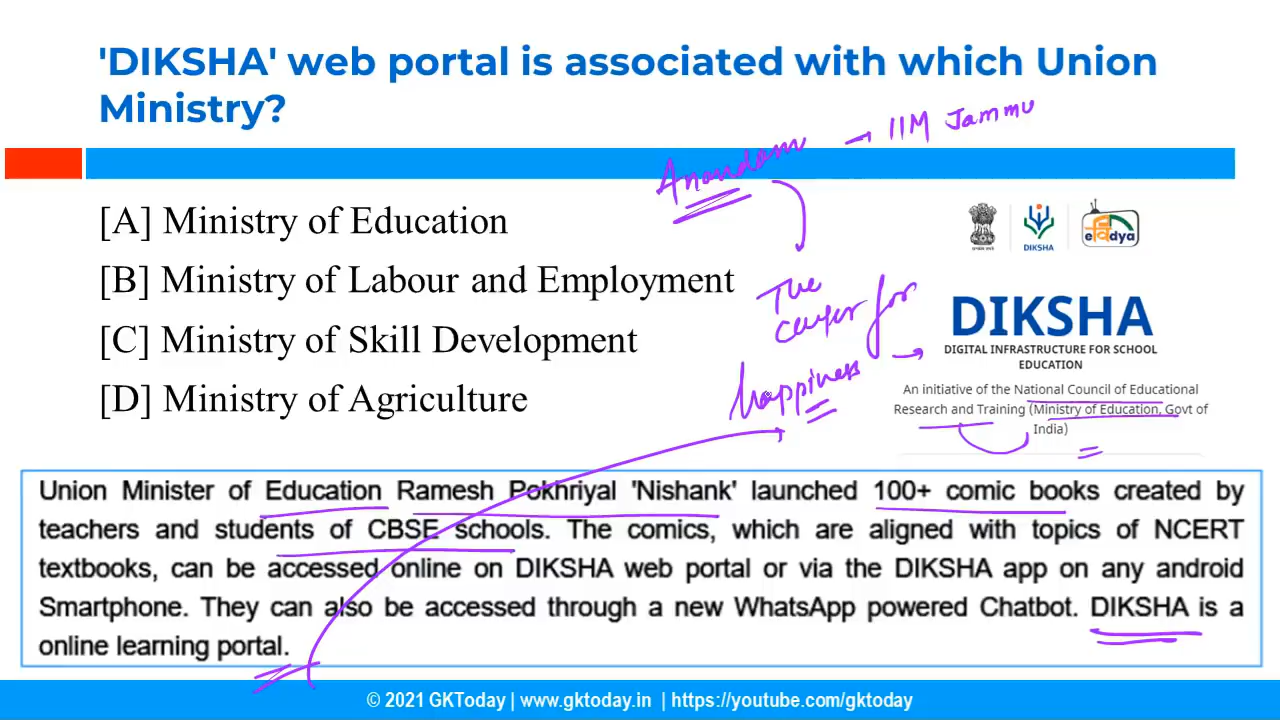 'DIKSHA' web portal is associated with which Union
Ministry?
Anandam → IIM Jammu
[A] Ministry of Education
[B] Ministry of Labour and Employment
[C] Ministry of Skill Development
[D] Ministry of Agriculture
The
center for
happiness
DIKSHA
eविdya
DIKSHA
DIGITAL INFRASTRUCTURE FOR SCHOOL
EDUCATION
An initiative of the National Council of Educational
Research and Training (Ministry of Education, Govt of
India)
Union Minister of Education Ramesh Pokhriyal 'Nishank' launched 100+ comic books created by
teachers and students of CBSE schools. The comics, which are aligned with topics of NCERT
textbooks, can be accessed online on DIKSHA web portal or via the DIKSHA app on any android
Smartphone. They can also be accessed through a new WhatsApp powered Chatbot. DIKSHA is a
online learning portal.
© 2021 GKToday | www.gktoday.in | https://youtube.com/gktoday